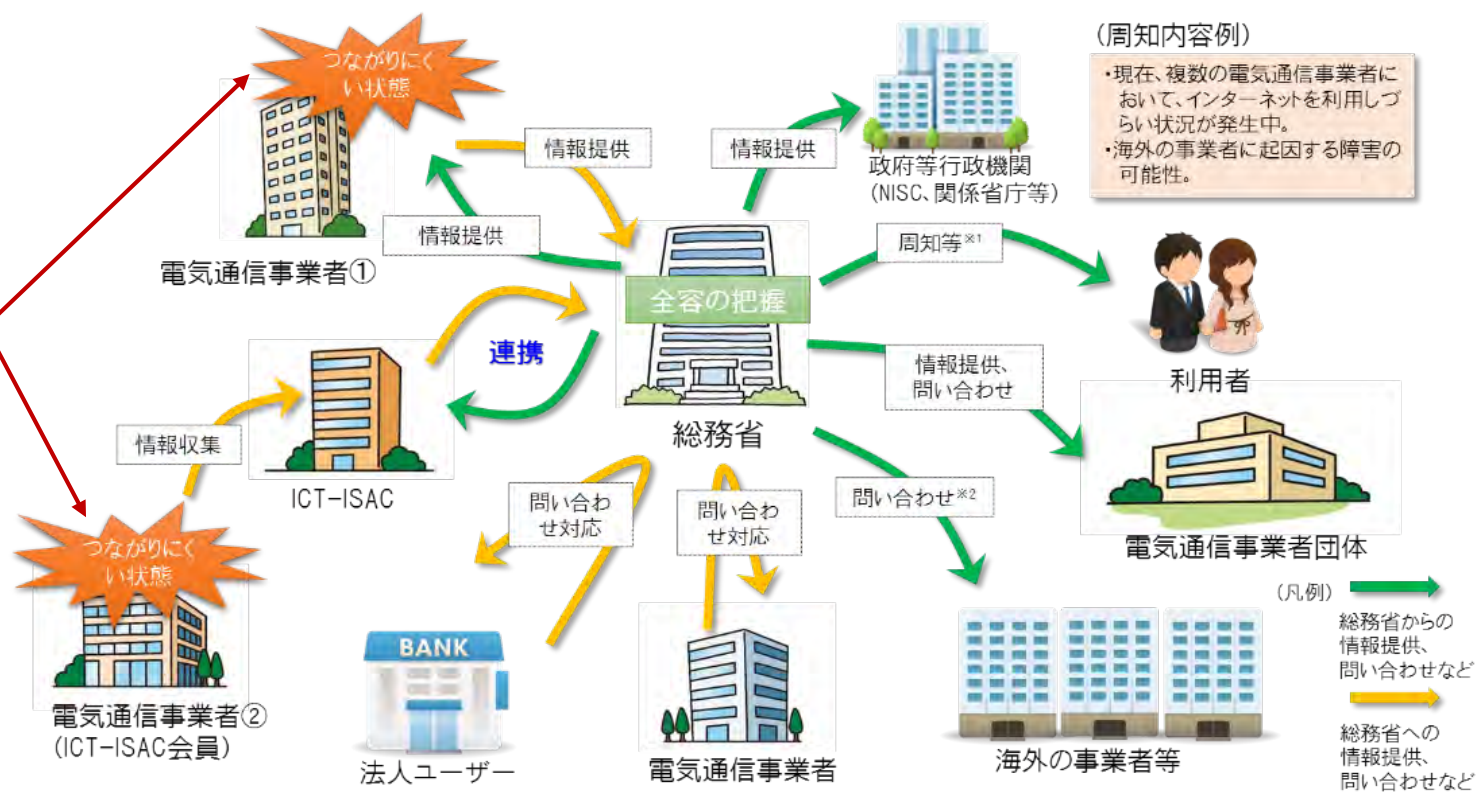 つながりにく
い状態
電気通信事業者①
情報提供
情報提供
情報提供
政府等行政機関
(NISC、関係省庁等)
(周知内容例)
・現在、複数の電気通信事業者に
おいて、インターネットを利用しづ
らい状況が発生中。
・海外の事業者に起因する障害の
可能性。
周知等※1
利用者
全容の把握
総務省
連携
ICT-ISAC
情報収集
つながりにく
い状態
電気通信事業者②
(ICT-ISAC会員)
情報提供、
問い合わせ
電気通信事業者団体
問い合わ
せ対応
問い合わ
せ対応
問い合わせ※2
BANK
法人ユーザー
電気通信事業者
海外の事業者等
(凡例)
総務省からの
情報提供、
問い合わせなど
総務省への
情報提供、
問い合わせなど